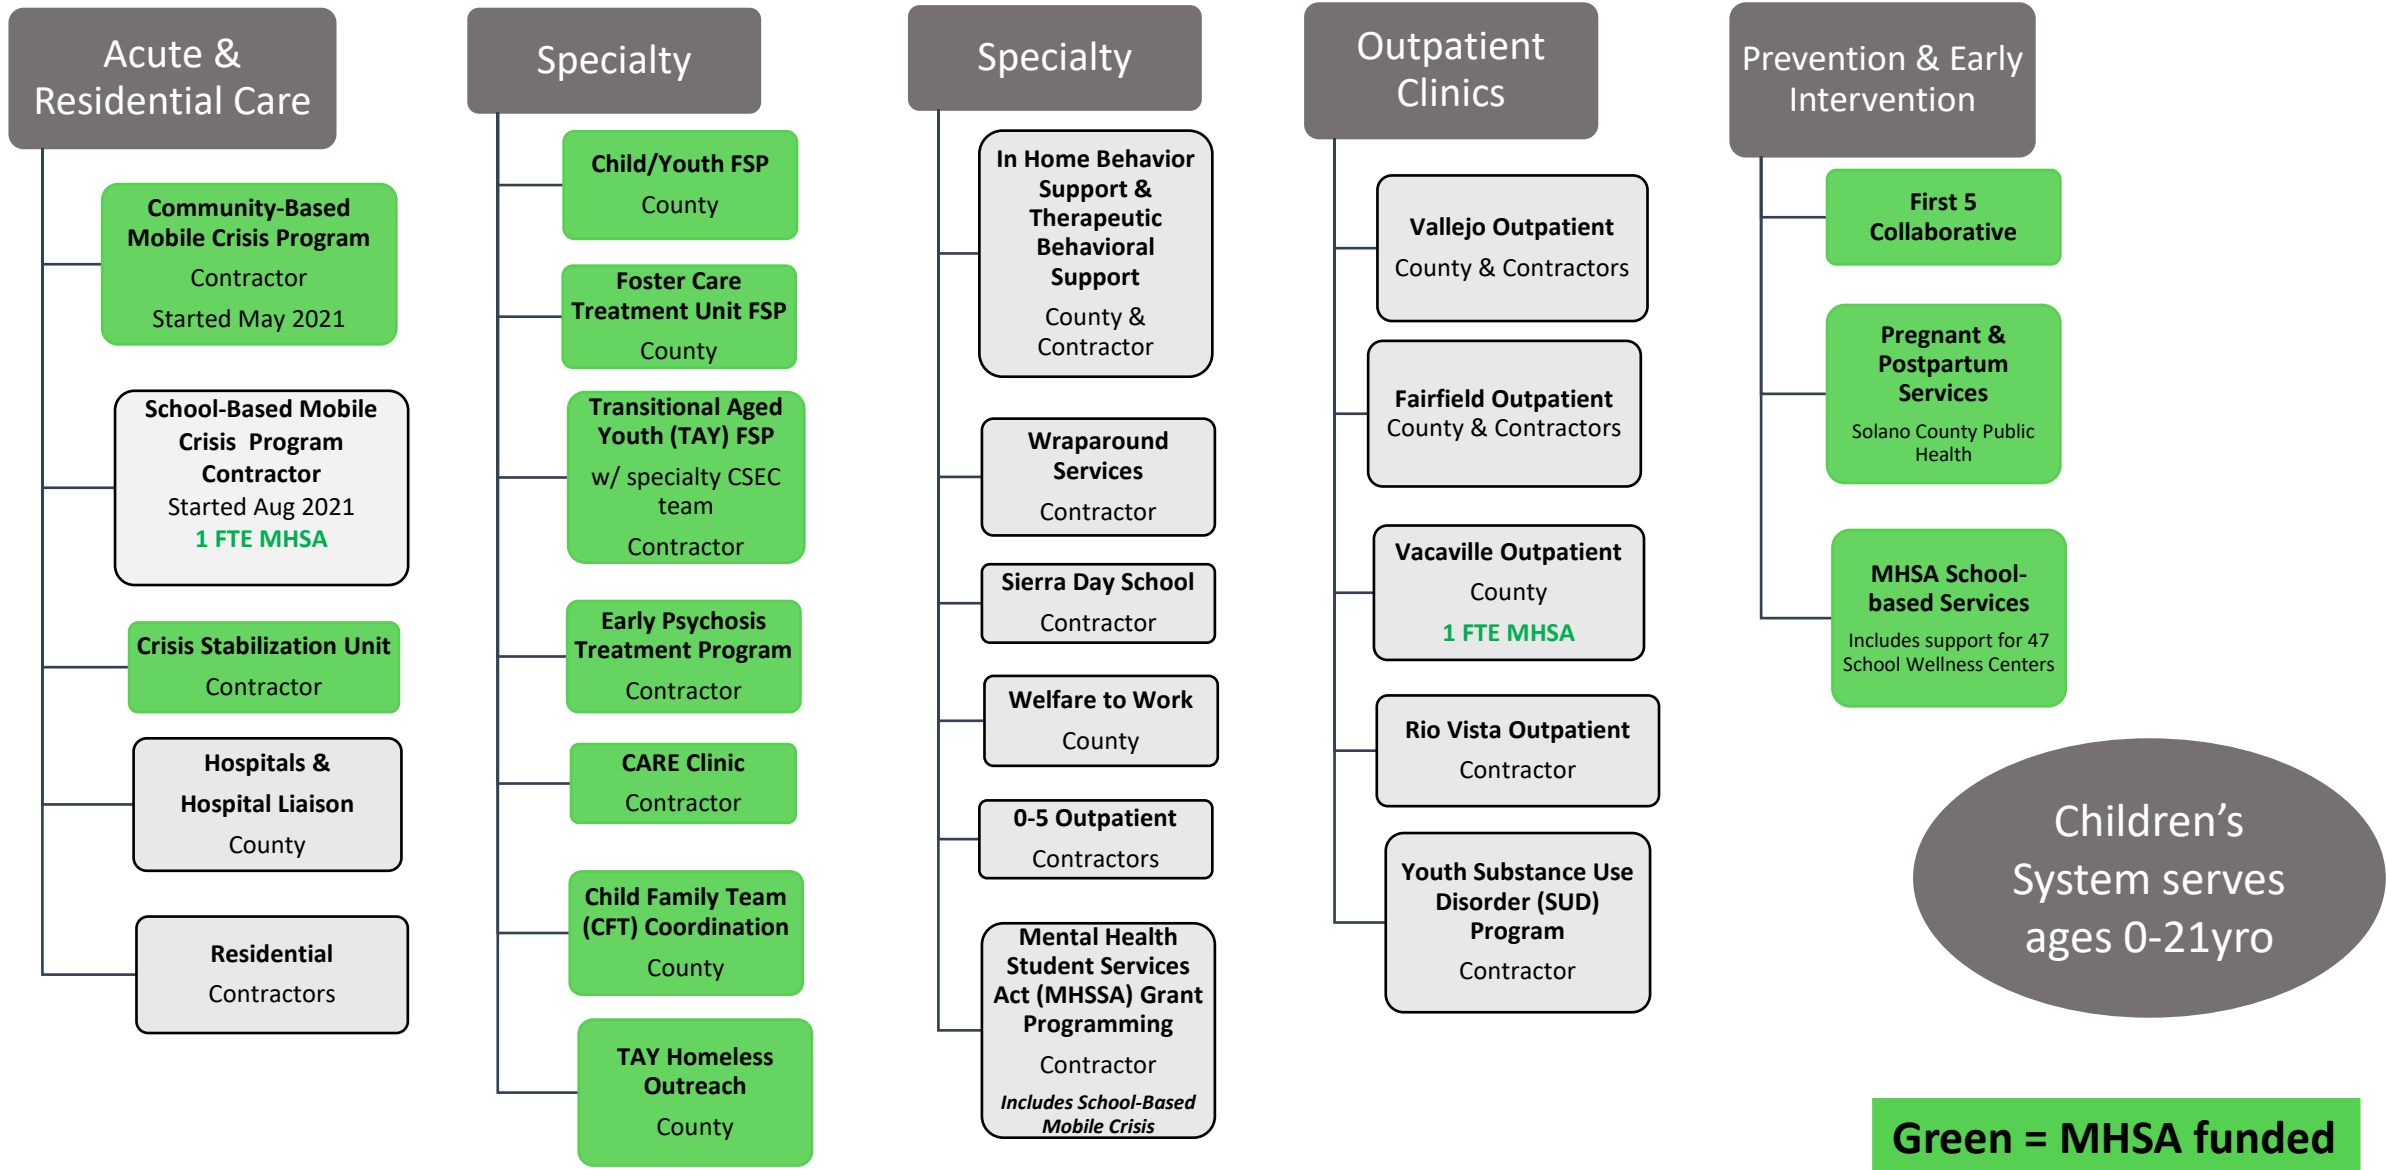 Acute &
Residential Care
Community-Based
Mobile Crisis Program
Contractor
Started May 2021
School-Based Mobile
Crisis Program
Contractor
Started Aug 2021
1 FTE MHSA
Crisis Stabilization Unit
Contractor
Hospitals &
Hospital Liaison
County
Residential
Contractors
Specialty
Child/Youth FSP
County
Foster Care
Treatment Unit FSP
County
Transitional Aged
Youth (TAY) FSP
w/ specialty CSEC
team
Contractor
Early Psychosis
Treatment Program
Contractor
CARE Clinic
Contractor
Child Family Team
(CFT) Coordination
County
TAY Homeless
Outreach
County
Specialty
In Home Behavior
Support &
Therapeutic
Behavioral
Support
County &
Contractor
Wraparound
Services
Contractor
Sierra Day School
Contractor
Welfare to Work
County
0-5 Outpatient
Contractors
Mental Health
Student Services
Act (MHSSA) Grant
Programming
Contractor
Includes School-Based
Mobile Crisis
Outpatient
Clinics
Vallejo Outpatient
County & Contractors
Fairfield Outpatient
County & Contractors
Vacaville Outpatient
County
1 FTE MHSA
Rio Vista Outpatient
Contractor
Youth Substance Use
Disorder (SUD)
Program
Contractor
Prevention & Early
Intervention
First 5
Collaborative
Pregnant &
Postpartum
Services
Solano County Public
Health
MHSA School-
based Services
Includes support for 47
School Wellness Centers
Children’s
System serves
ages 0-21yro
Green = MHSA funded